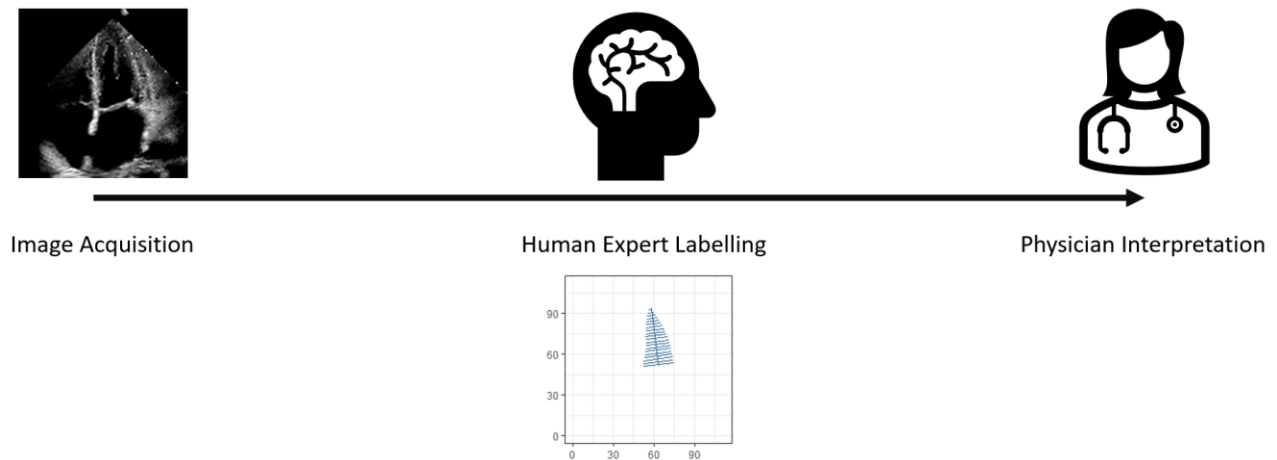 Image Acquisition
Human Expert Labelling
Physician Interpretation
90
60
30
0
0 30 60 90